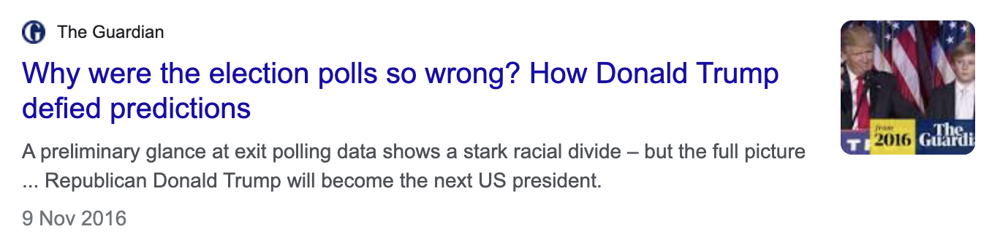 The Guardian
Why were the election polls so wrong? How Donald Trump
defied predictions
A preliminary glance at exit polling data shows a stark racial divide – but the full picture
... Republican Donald Trump will become the next US president.
9 Nov 2016
from
2016
The
Guardi
T